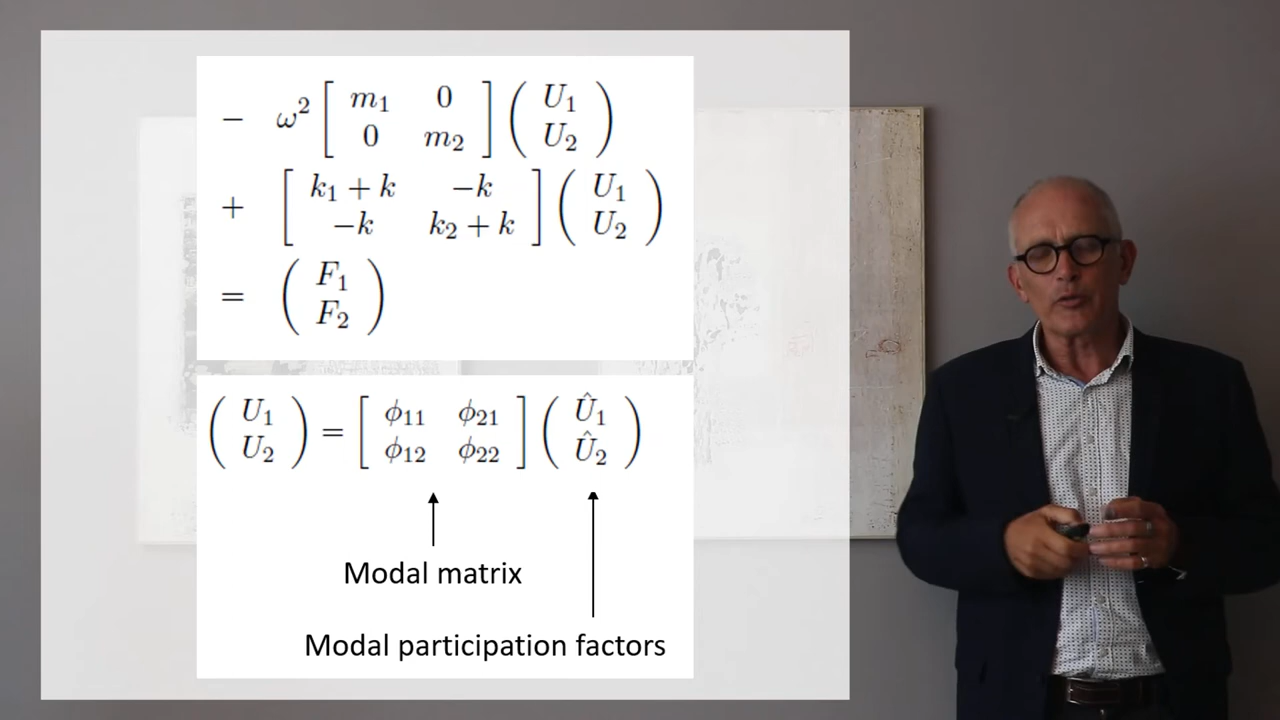 − ω² [ m₁ 0 ; 0 m₂ ] ( U₁ ; U₂ )
+ [ k₁ + k −k ; −k k₂ + k ] ( U₁ ; U₂ )
= ( F₁ ; F₂ )
( U₁ ; U₂ ) = [ ϕ₁₁ ϕ₂₁ ; ϕ₁₂ ϕ₂₂ ] ( Û₁ ; Û₂ )
Modal matrix
Modal participation factors